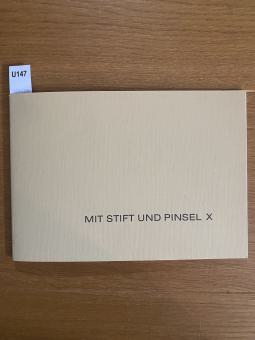 U147
MIT STIFT UND PINSEL X